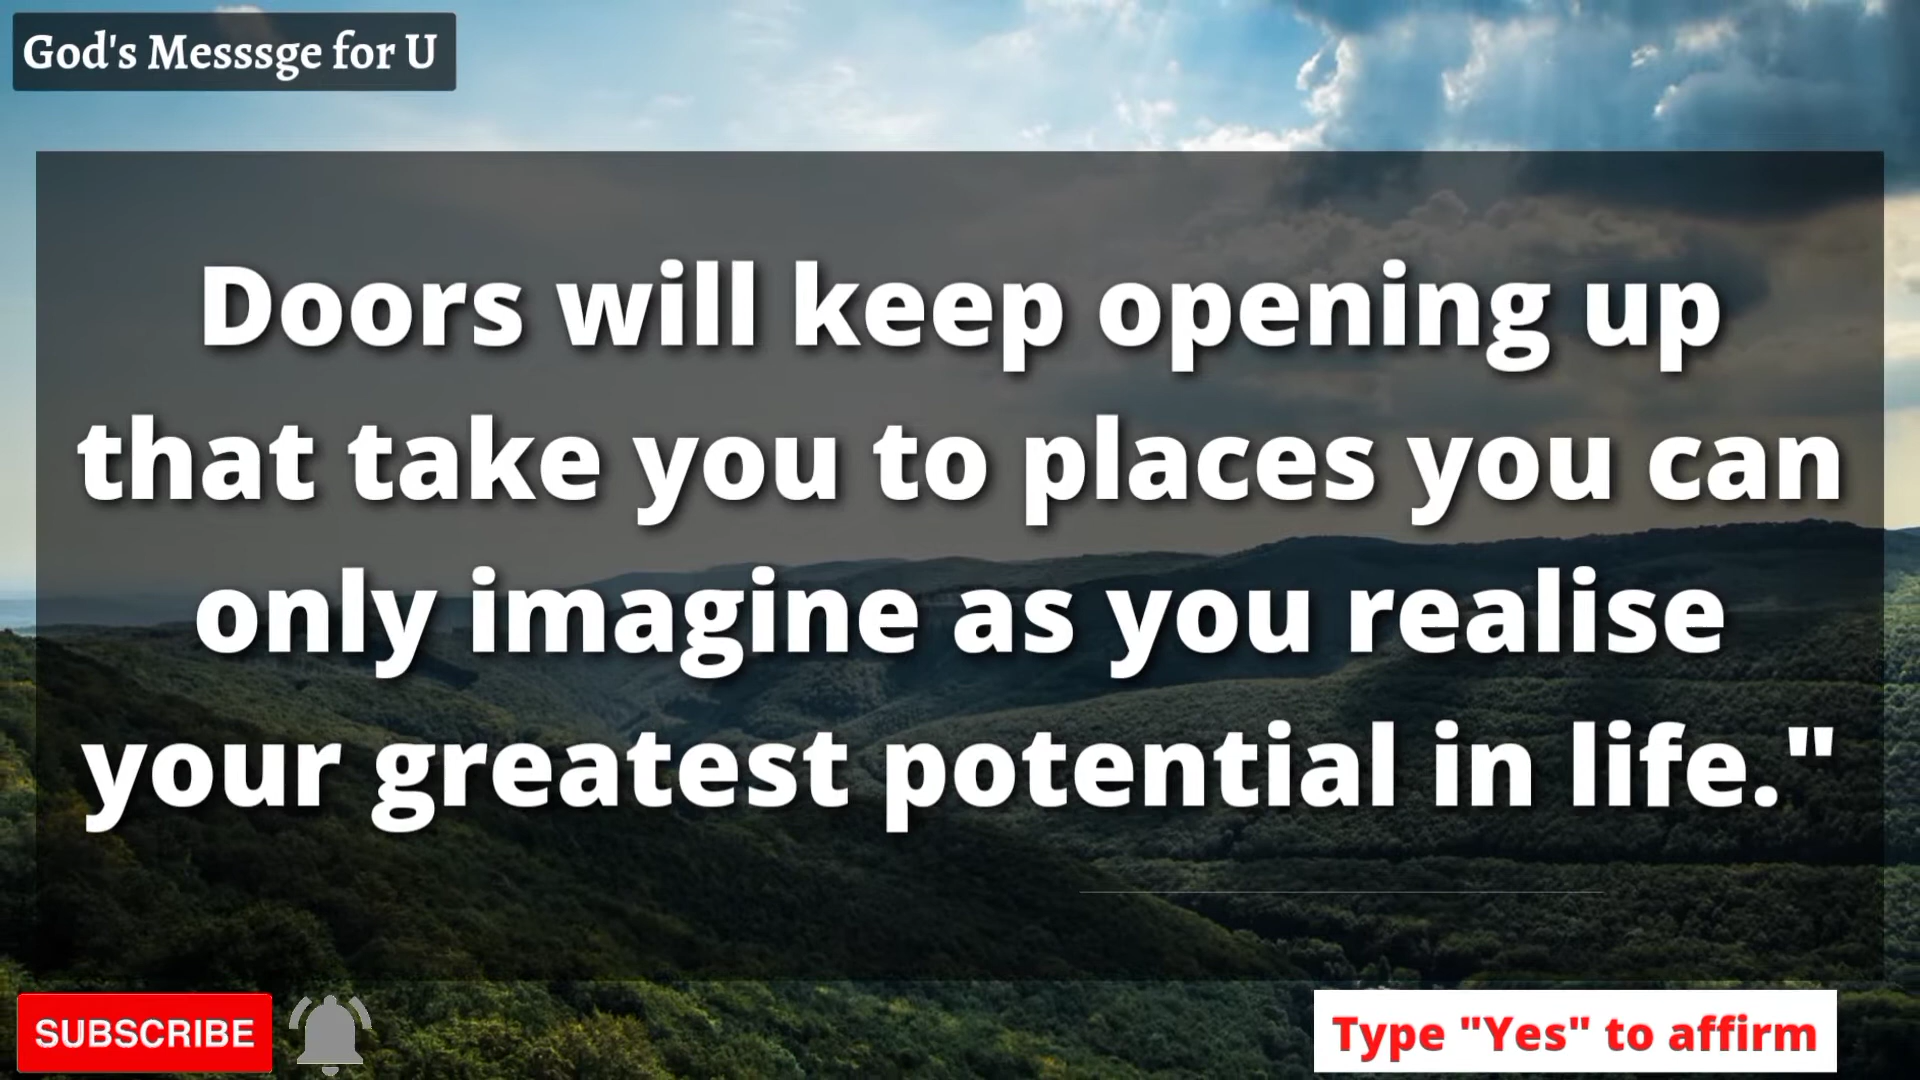 God's Messsge for U
Doors will keep opening up
that take you to places you can
only imagine as you realise
your greatest potential in life."
SUBSCRIBE
Type "Yes" to affirm